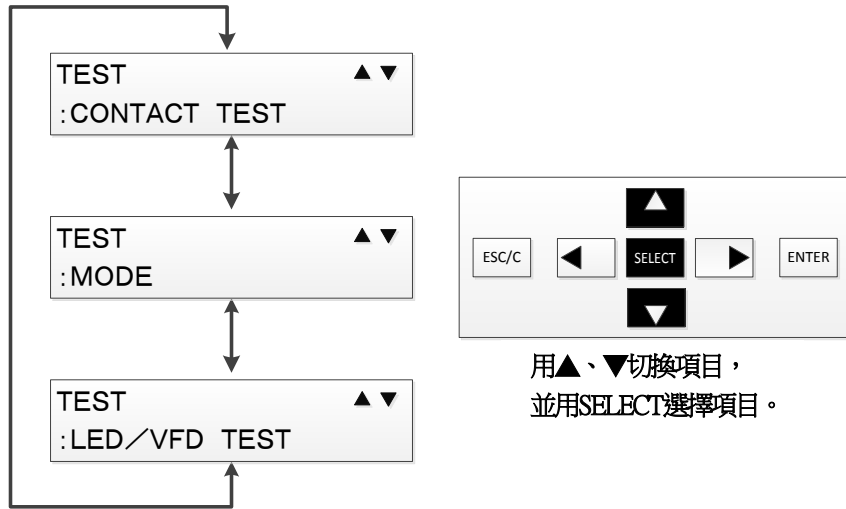 TEST ▲ ▼
:CONTACT TEST
TEST ▲ ▼
:MODE
TEST ▲ ▼
:LED／VFD TEST
ESC/C
SELECT
ENTER
用▲、▼切換項目，
並用SELECT選擇項目。